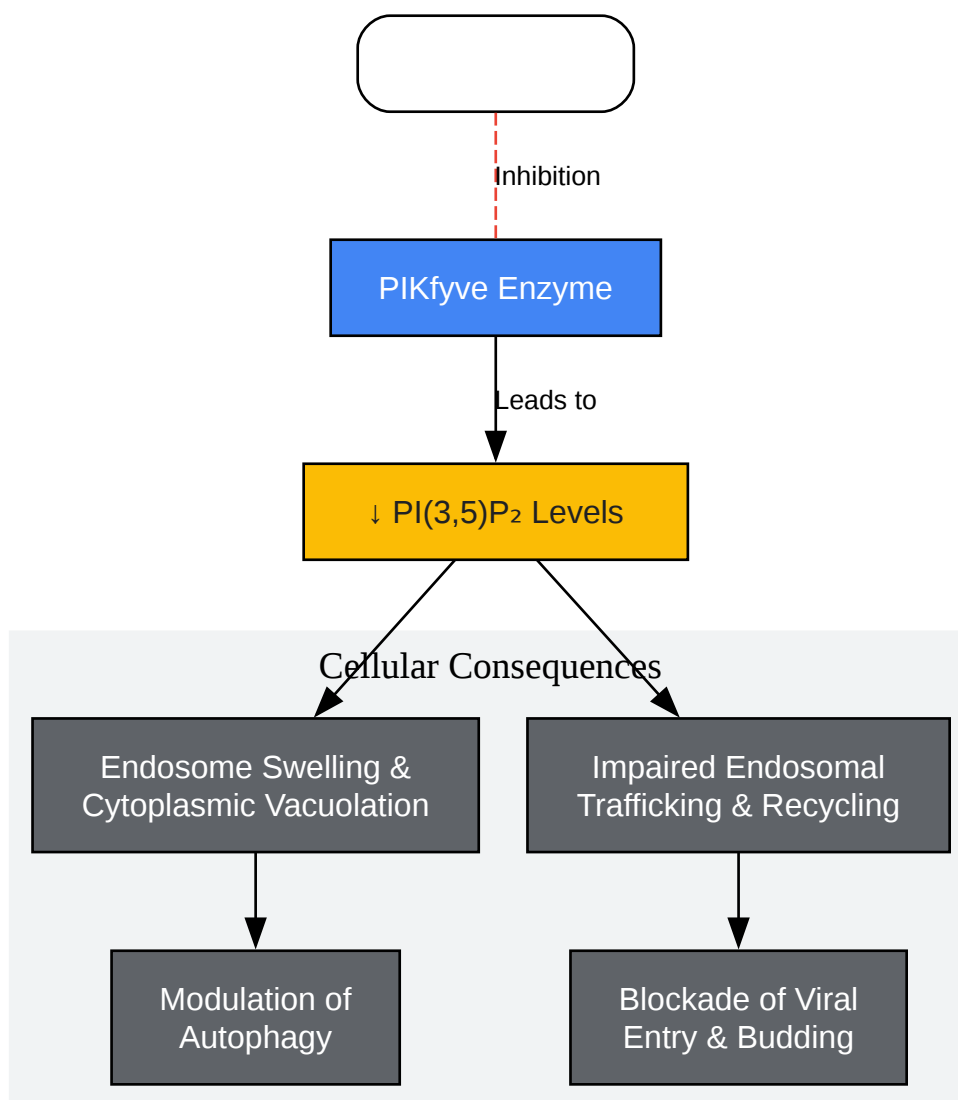 Inhibition
PIKfyve Enzyme
Leads to
↓ PI(3,5)P₂ Levels
Cellular Consequences
Endosome Swelling &
Cytoplasmic Vacuolation
Impaired Endosomal
Trafficking & Recycling
Modulation of
Autophagy
Blockade of Viral
Entry & Budding